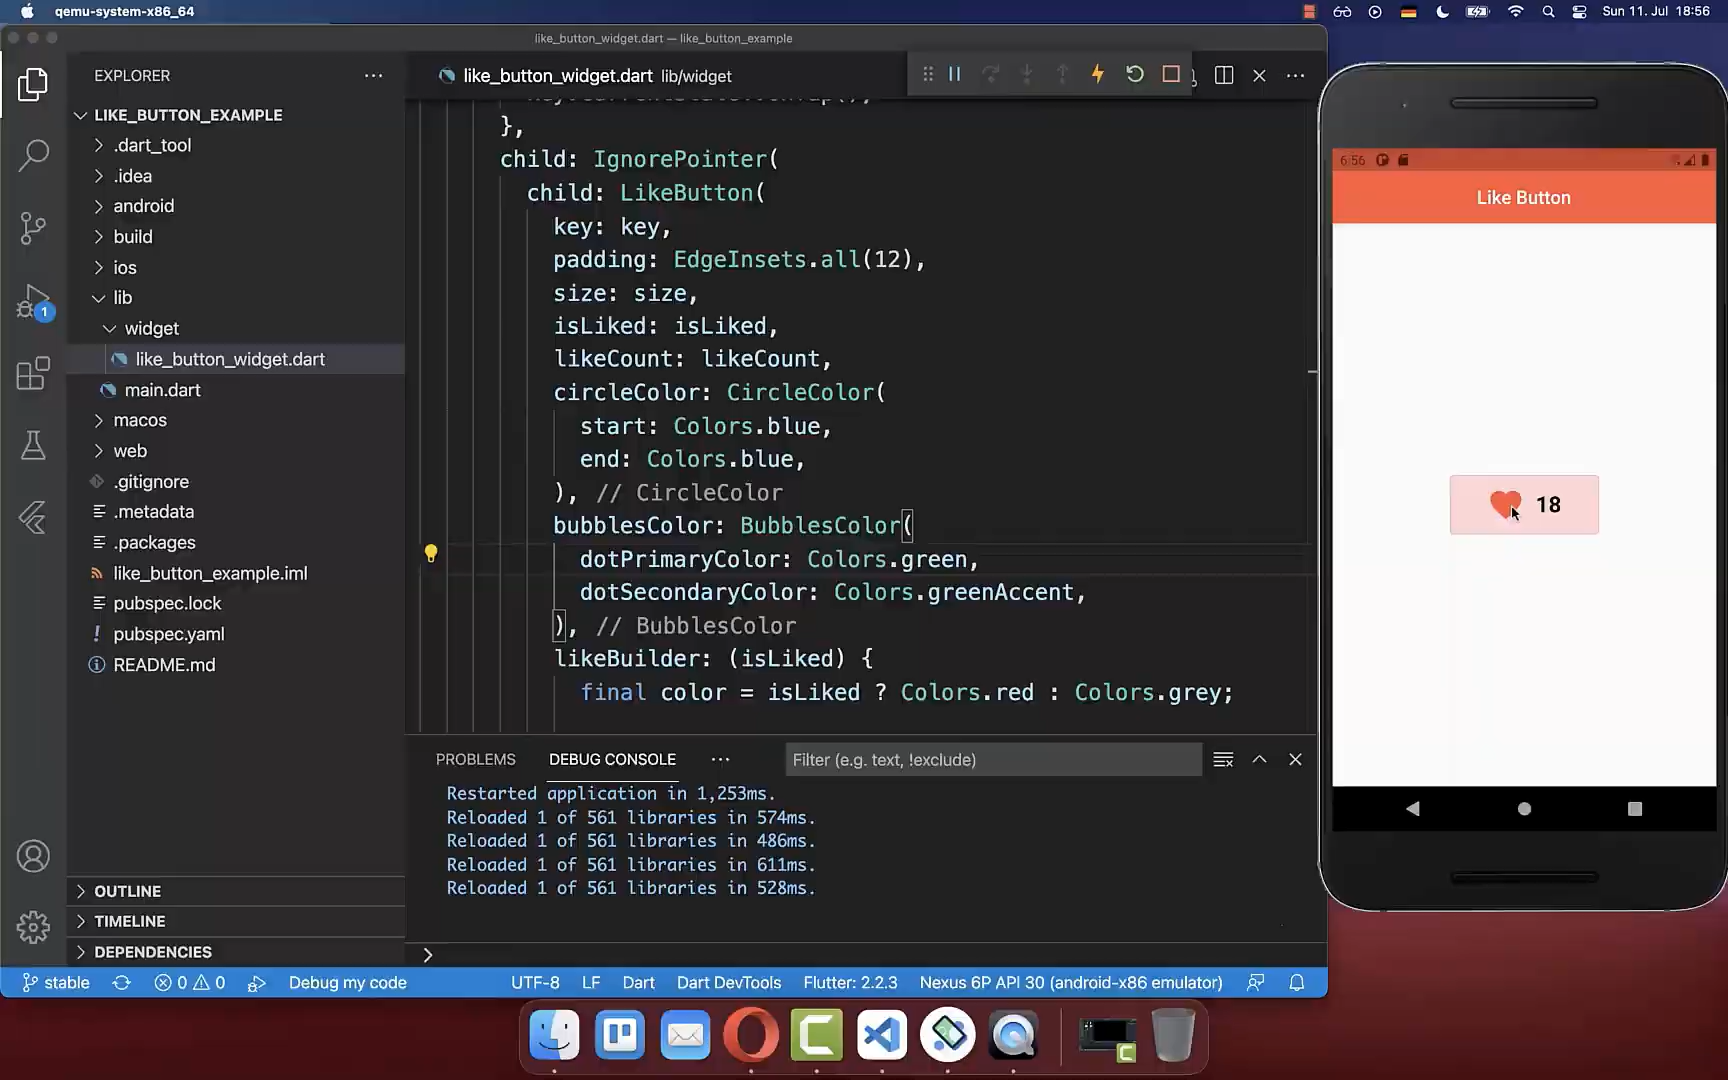 qemu-system-x86_64
Sun 11. Jul 18:56
like_button_widget.dart — like_button_example
EXPLORER
LIKE_BUTTON_EXAMPLE
.dart_tool
.idea
android
build
ios
lib
widget
like_button_widget.dart
main.dart
macos
web
.gitignore
.metadata
.packages
like_button_example.iml
pubspec.lock
pubspec.yaml
README.md
OUTLINE
TIMELINE
DEPENDENCIES
1
like_button_widget.dart lib/widget
},
child: IgnorePointer(
child: LikeButton(
key: key,
padding: EdgeInsets.all(12),
size: size,
isLiked: isLiked,
likeCount: likeCount,
circleColor: CircleColor(
start: Colors.blue,
end: Colors.blue,
), // CircleColor
bubblesColor: BubblesColor(
dotPrimaryColor: Colors.green,
dotSecondaryColor: Colors.greenAccent,
), // BubblesColor
likeBuilder: (isLiked) {
final color = isLiked ? Colors.red : Colors.grey;
PROBLEMS DEBUG CONSOLE ··· Filter (e.g. text, !exclude)
Restarted application in 1,253ms.
Reloaded 1 of 561 libraries in 574ms.
Reloaded 1 of 561 libraries in 486ms.
Reloaded 1 of 561 libraries in 611ms.
Reloaded 1 of 561 libraries in 528ms.
stable 0 0 Debug my code UTF-8 LF Dart Dart DevTools Flutter: 2.2.3 Nexus 6P API 30 (android-x86 emulator)
6:56
Like Button
18